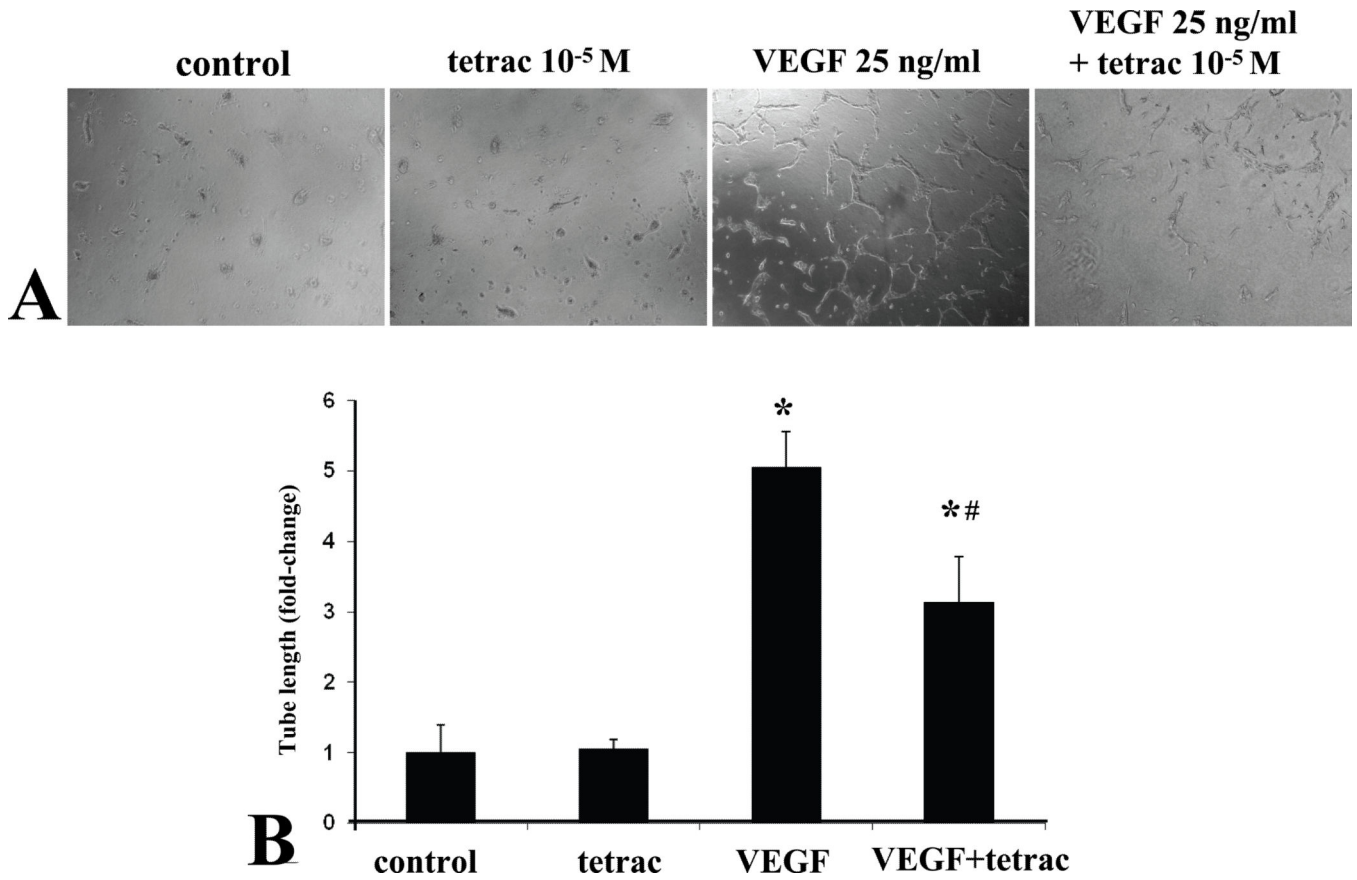 control
tetrac 10⁻⁵ M
VEGF 25 ng/ml
VEGF 25 ng/ml
+ tetrac 10⁻⁵ M
A
6
5
4
3
2
1
0
Tube length (fold-change)
*
*#
control
tetrac
VEGF
VEGF+tetrac
B